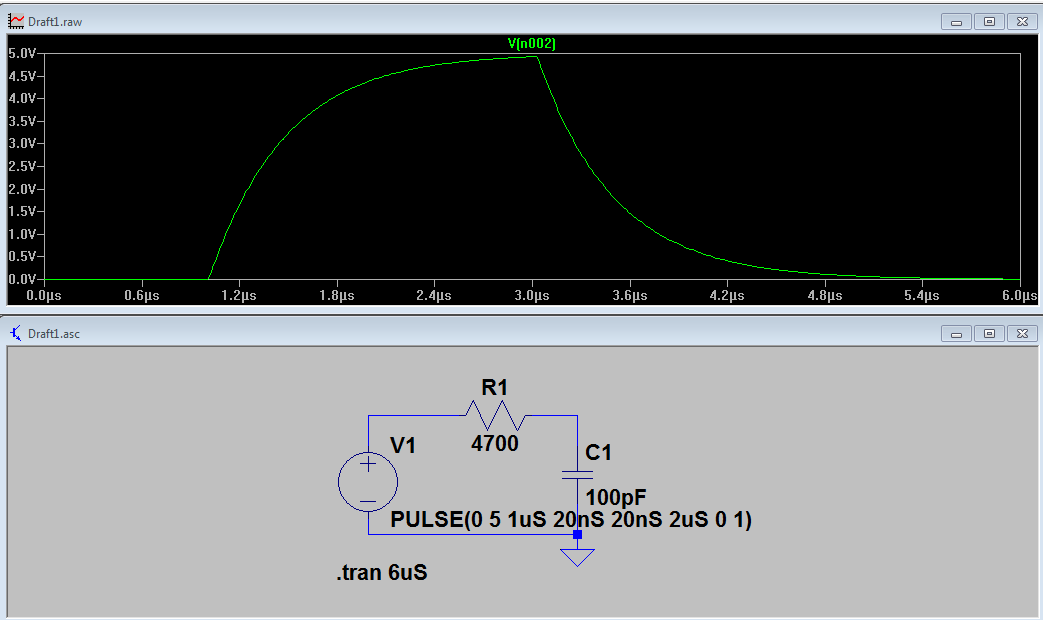 Draft1.raw
V(n002)
5.0V
4.5V
4.0V
3.5V
3.0V
2.5V
2.0V
1.5V
1.0V
0.5V
0.0V
0.0µs 0.6µs 1.2µs 1.8µs 2.4µs 3.0µs 3.6µs 4.2µs 4.8µs 5.4µs 6.0µs
Draft1.asc
R1
4700
V1
C1
100pF
PULSE(0 5 1uS 20nS 20nS 2uS 0 1)
.tran 6uS